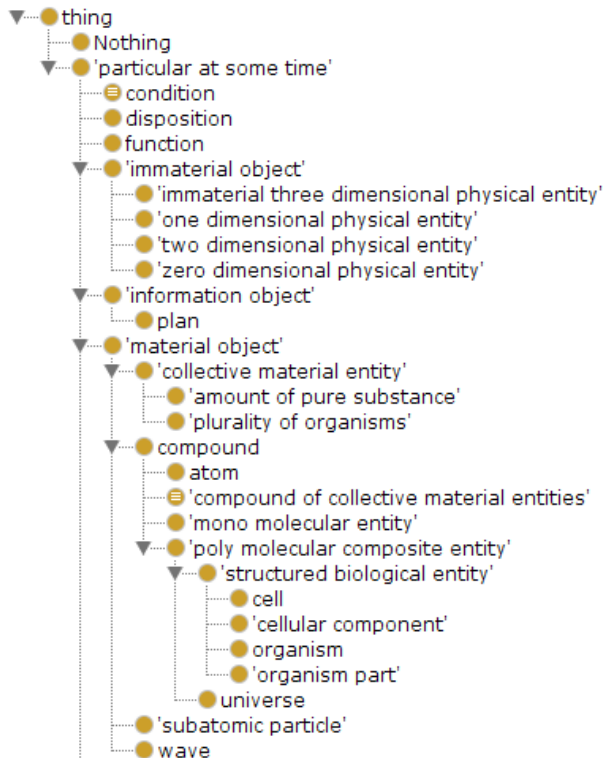 thing
Nothing
'particular at some time'
condition
disposition
function
'immaterial object'
'immaterial three dimensional physical entity'
'one dimensional physical entity'
'two dimensional physical entity'
'zero dimensional physical entity'
'information object'
plan
'material object'
'collective material entity'
'amount of pure substance'
'plurality of organisms'
compound
atom
'compound of collective material entities'
'mono molecular entity'
'poly molecular composite entity'
'structured biological entity'
cell
'cellular component'
organism
'organism part'
universe
'subatomic particle'
wave